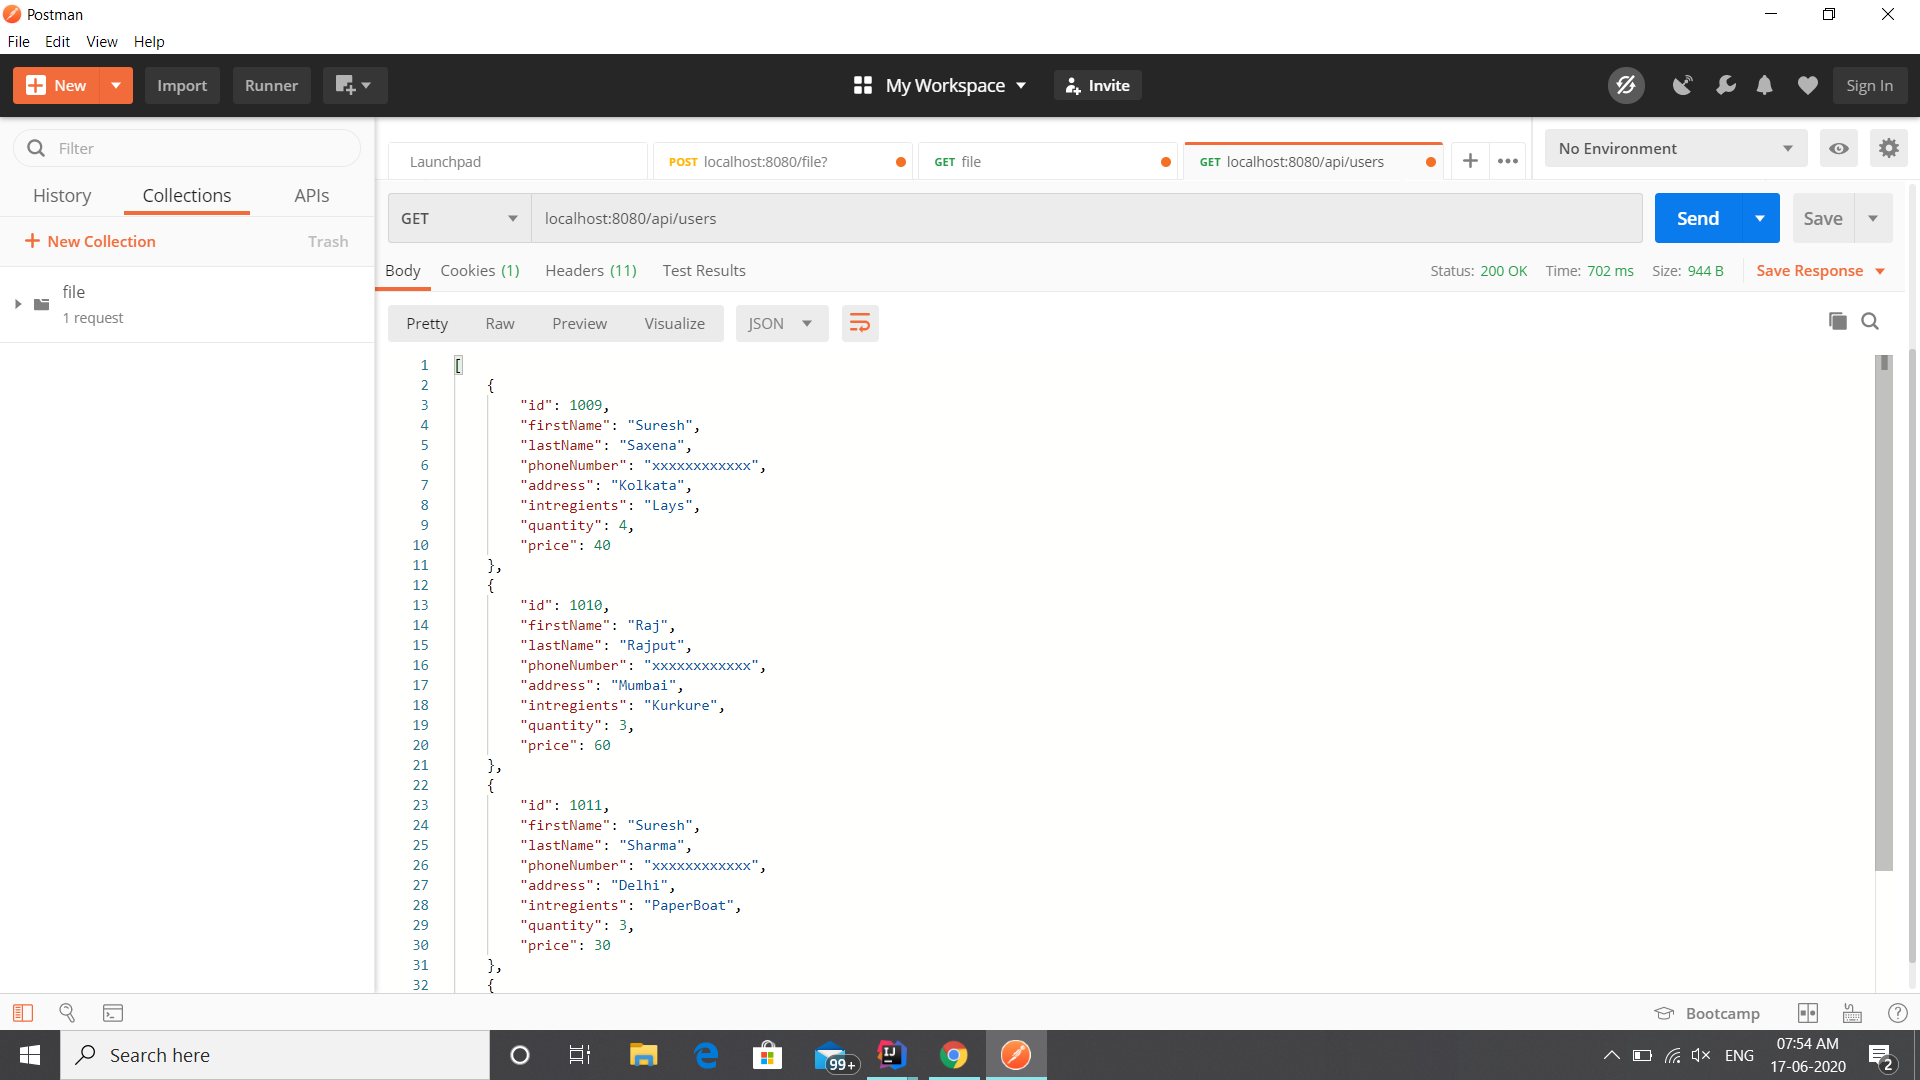 Postman
File Edit View Help
New Import Runner My Workspace Invite Sign In
Filter
History Collections APIs
New Collection Trash
file
1 request
Launchpad POST localhost:8080/file? GET file GET localhost:8080/api/users No Environment
GET localhost:8080/api/users Send Save
Body Cookies (1) Headers (11) Test Results Status: 200 OK Time: 702 ms Size: 944 B Save Response
Pretty Raw Preview Visualize JSON
1 [
2 {
3 "id": 1009,
4 "firstName": "Suresh",
5 "lastName": "Saxena",
6 "phoneNumber": "xxxxxxxxxxxx",
7 "address": "Kolkata",
8 "intregients": "Lays",
9 "quantity": 4,
10 "price": 40
11 },
12 {
13 "id": 1010,
14 "firstName": "Raj",
15 "lastName": "Rajput",
16 "phoneNumber": "xxxxxxxxxxxx",
17 "address": "Mumbai",
18 "intregients": "Kurkure",
19 "quantity": 3,
20 "price": 60
21 },
22 {
23 "id": 1011,
24 "firstName": "Suresh",
25 "lastName": "Sharma",
26 "phoneNumber": "xxxxxxxxxxxx",
27 "address": "Delhi",
28 "intregients": "PaperBoat",
29 "quantity": 3,
30 "price": 30
31 },
32 {
Bootcamp
Search here 99+ IJ ENG 07:54 AM
17-06-2020 2